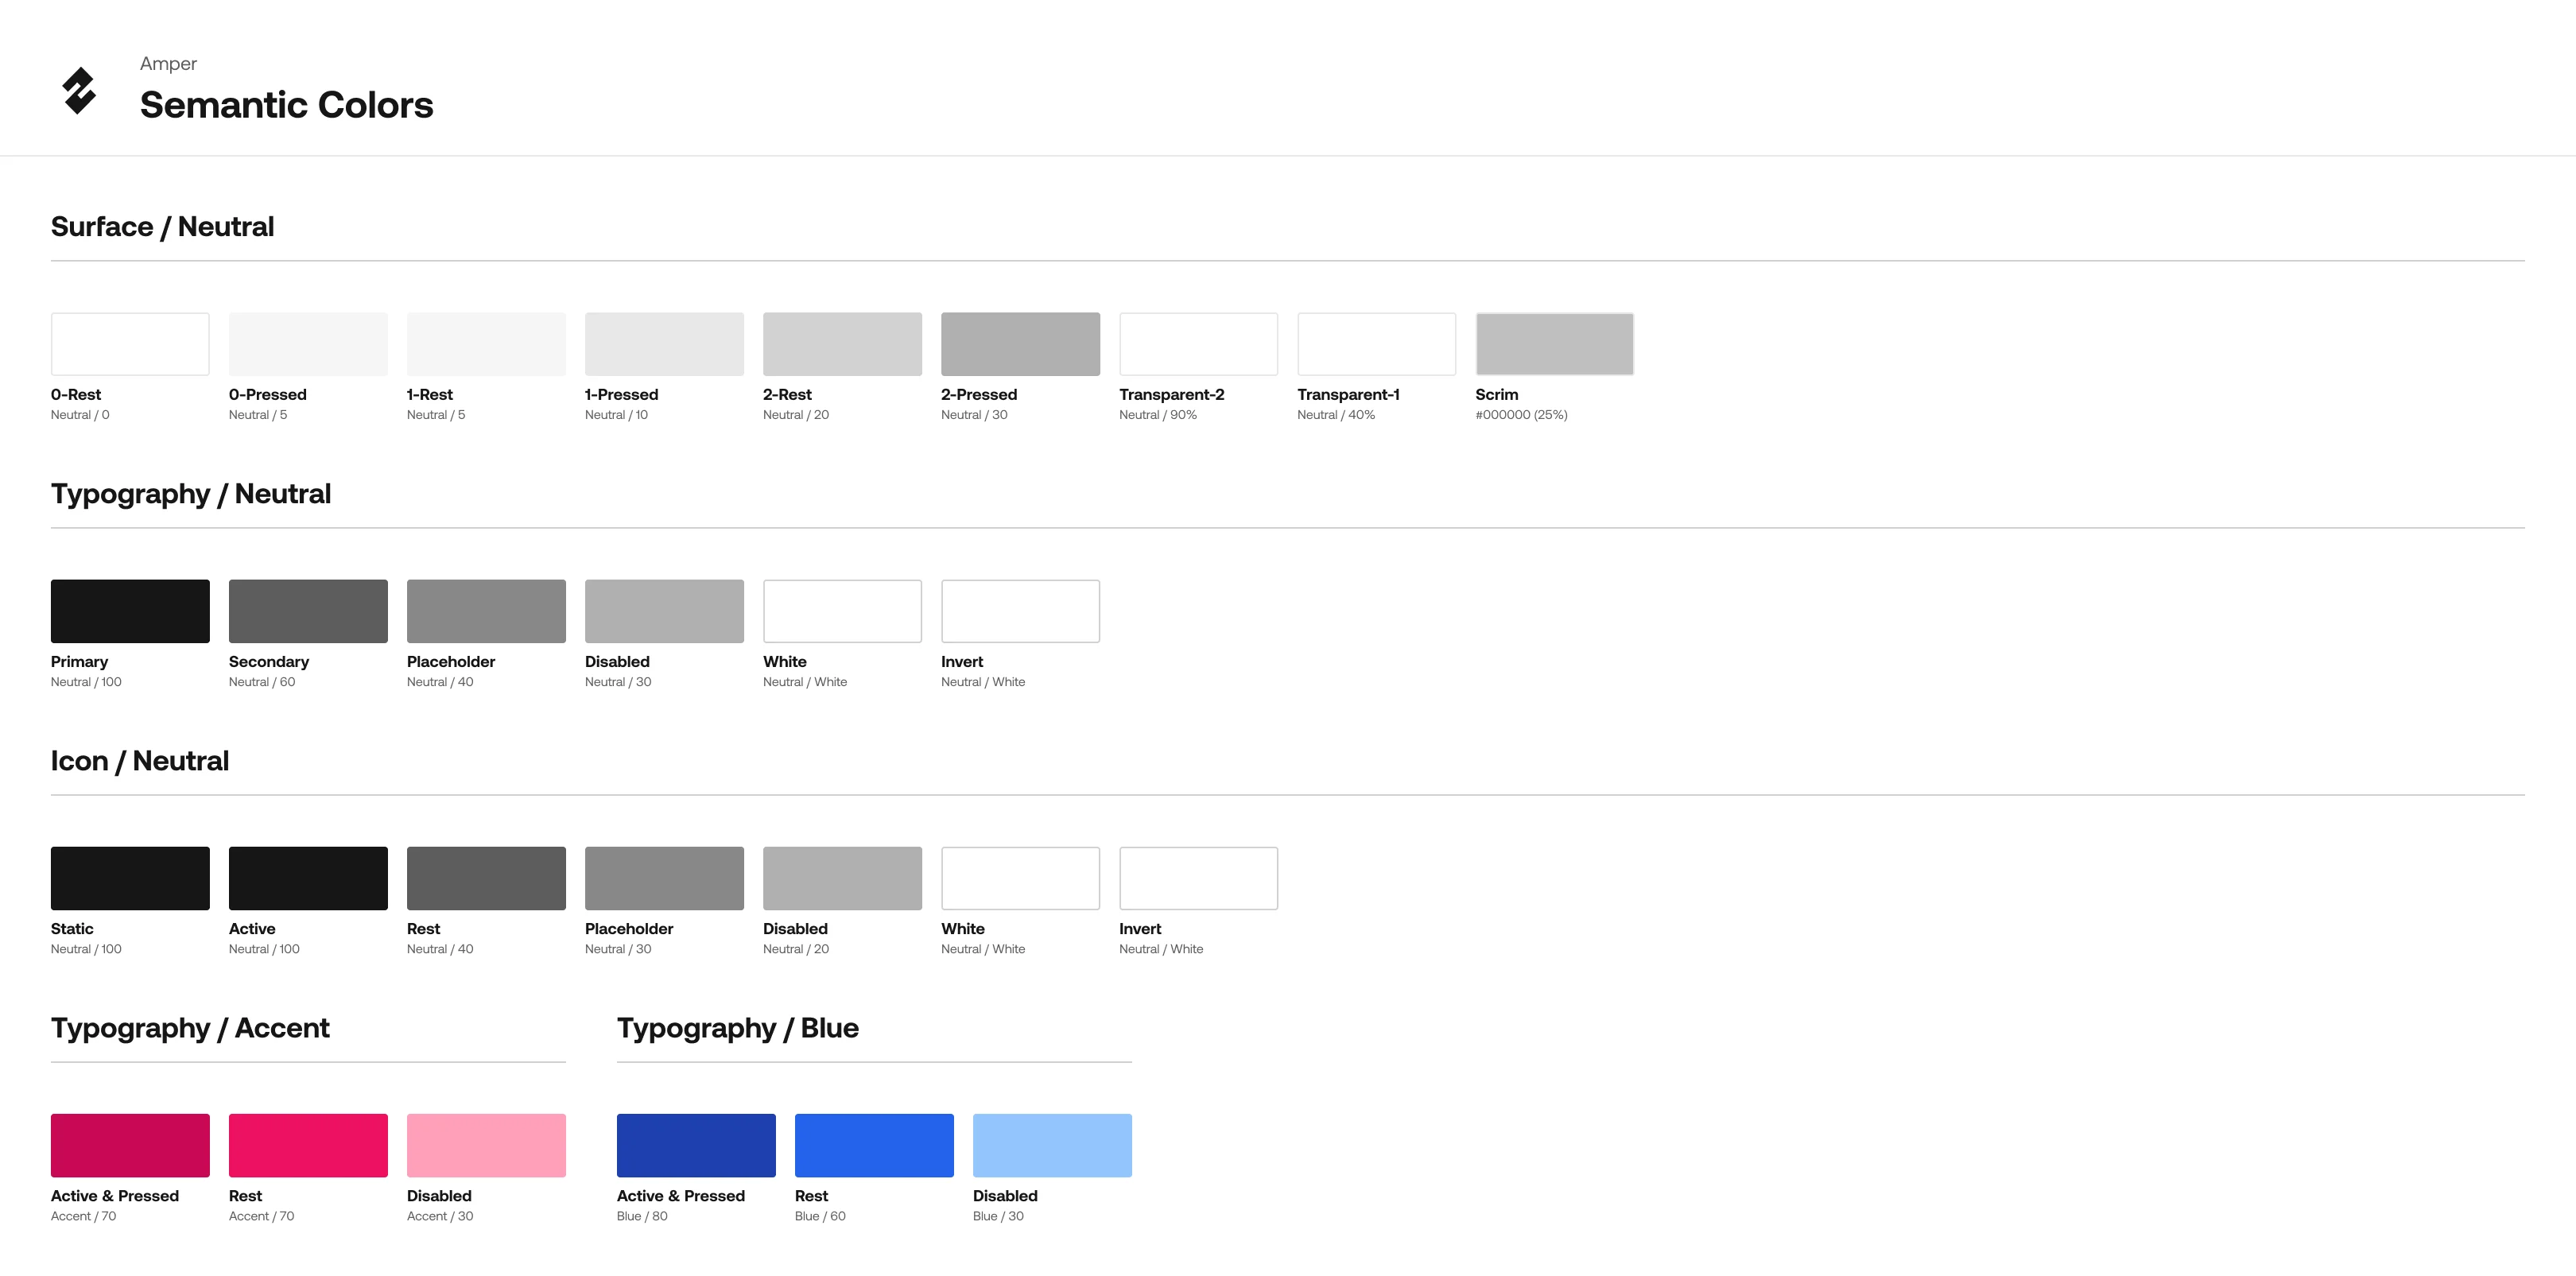 Amper
Semantic Colors
Surface / Neutral
0-Rest
Neutral / 0
0-Pressed
Neutral / 5
1-Rest
Neutral / 5
1-Pressed
Neutral / 10
2-Rest
Neutral / 20
2-Pressed
Neutral / 30
Transparent-2
Neutral / 90%
Transparent-1
Neutral / 40%
Scrim
#000000 (25%)
Typography / Neutral
Primary
Neutral / 100
Secondary
Neutral / 60
Placeholder
Neutral / 40
Disabled
Neutral / 30
White
Neutral / White
Invert
Neutral / White
Icon / Neutral
Static
Neutral / 100
Active
Neutral / 100
Rest
Neutral / 40
Placeholder
Neutral / 30
Disabled
Neutral / 20
White
Neutral / White
Invert
Neutral / White
Typography / Accent
Active & Pressed
Accent / 70
Rest
Accent / 70
Disabled
Accent / 30
Typography / Blue
Active & Pressed
Blue / 80
Rest
Blue / 60
Disabled
Blue / 30